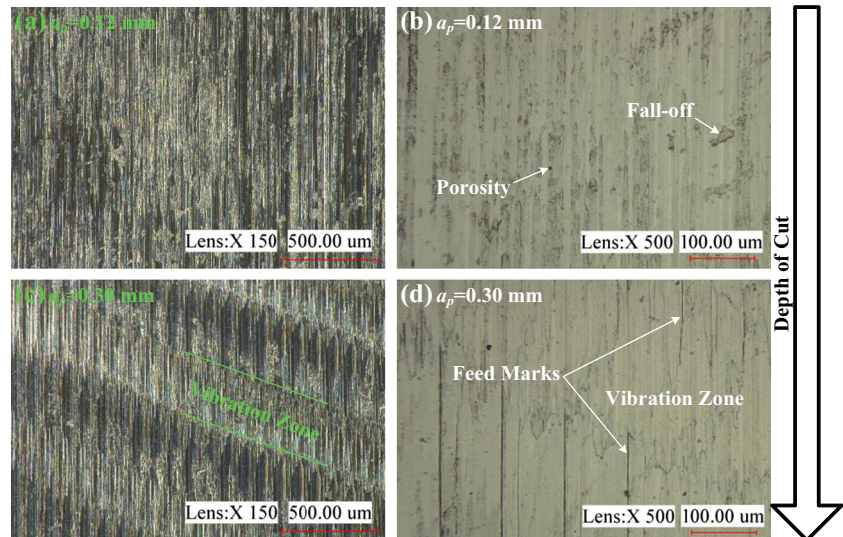 (a) ap=0.12 mm
Lens:X 150 500.00 um
(b) ap=0.12 mm
Fall-off
Porosity
Lens:X 500 100.00 um
(c) ap=0.30 mm
Vibration Zone
Lens:X 150 500.00 um
(d) ap=0.30 mm
Feed Marks
Vibration Zone
Lens:X 500 100.00 um
Depth of Cut